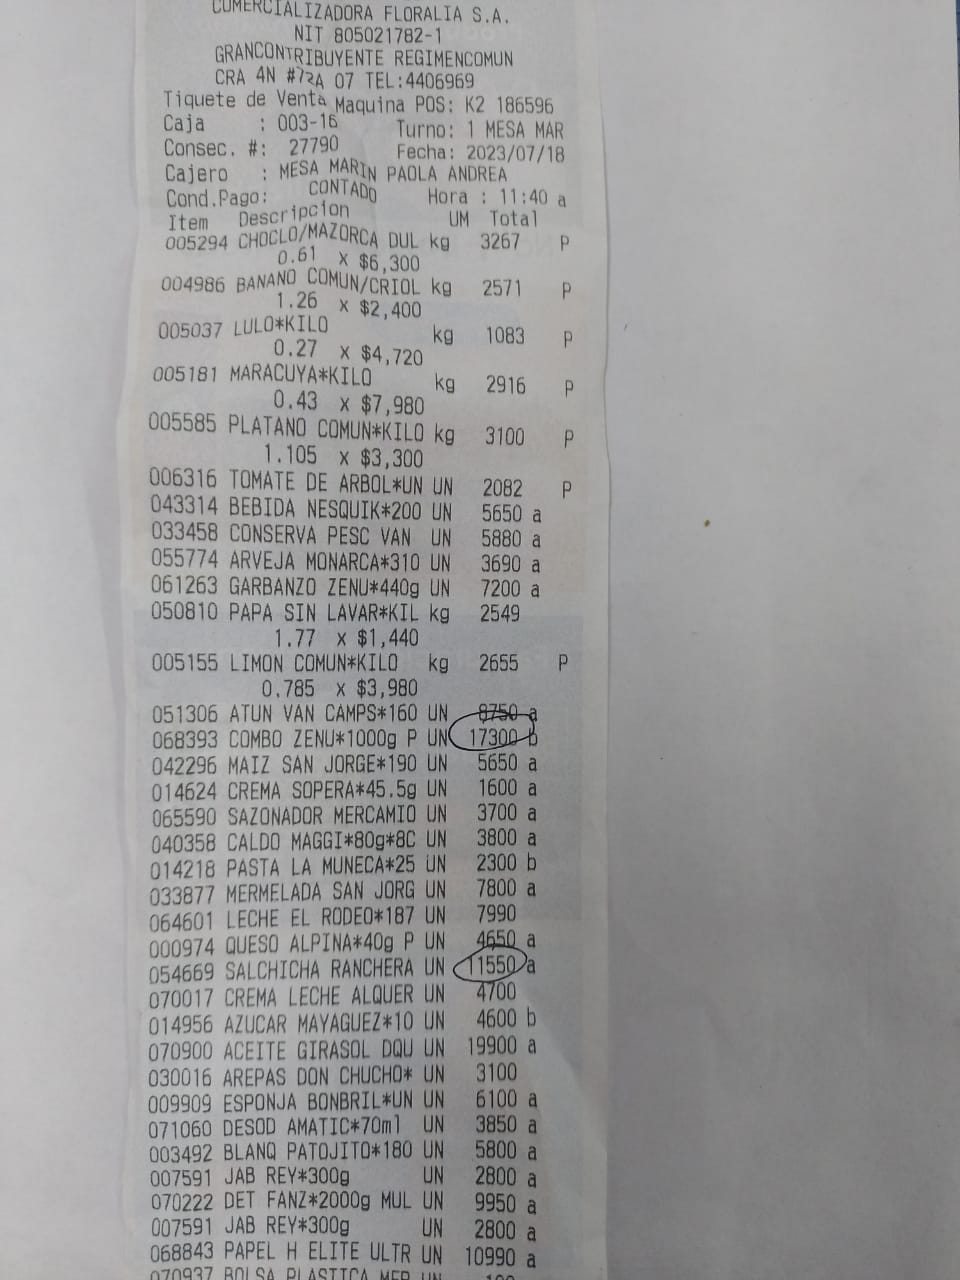 COMERCIALIZADORA FLORALIA S.A.
NIT 805021782-1
GRANCONTRIBUYENTE REGIMENCOMUN
CRA 4N #72A 07 TEL:4406969
Tiquete de Venta Maquina POS: K2 186596
Caja : 003-16 Turno: 1 MESA MAR
Consec. #: 27790 Fecha: 2023/07/18
Cajero : MESA MARIN PAOLA ANDREA
Cond.Pago: CONTADO Hora : 11:40 a
Item Descripcion UM Total
005294 CHOCLO/MAZORCA DUL kg 3267 P
0.61 x $6,300
004986 BANANO COMUN/CRIOL kg 2571 P
1.26 x $2,400
005037 LULO*KILO kg 1083 P
0.27 x $4,720
005181 MARACUYA*KILO kg 2916 P
0.43 x $7,980
005585 PLATANO COMUN*KILO kg 3100 P
1.105 x $3,300
006316 TOMATE DE ARBOL*UN UN 2082 P
043314 BEBIDA NESQUIK*200 UN 5650 a
033458 CONSERVA PESC VAN UN 5880 a
055774 ARVEJA MONARCA*310 UN 3690 a
061263 GARBANZO ZENU*440g UN 7200 a
050810 PAPA SIN LAVAR*KIL kg 2549
1.77 x $1,440
005155 LIMON COMUN*KILO kg 2655 P
0.785 x $3,980
051306 ATUN VAN CAMPS*160 UN 8750 a
068393 COMBO ZENU*1000g P UN 17300 b
042296 MAIZ SAN JORGE*190 UN 5650 a
014624 CREMA SOPERA*45.5g UN 1600 a
065590 SAZONADOR MERCAMIO UN 3700 a
040358 CALDO MAGGI*80g*8C UN 3800 a
014218 PASTA LA MUNECA*25 UN 2300 b
033877 MERMELADA SAN JORG UN 7800 a
064601 LECHE EL RODEO*187 UN 7990
000974 QUESO ALPINA*40g P UN 4650 a
054669 SALCHICHA RANCHERA UN 11550 a
070017 CREMA LECHE ALQUER UN 4700
014956 AZUCAR MAYAGUEZ*10 UN 4600 b
070900 ACEITE GIRASOL DQU UN 19900 a
030016 AREPAS DON CHUCHO* UN 3100
009909 ESPONJA BONBRIL*UN UN 6100 a
071060 DESOD AMATIC*70ml UN 3850 a
003492 BLANQ PATOJITO*180 UN 5800 a
007591 JAB REY*300g UN 2800 a
070222 DET FANZ*2000g MUL UN 9950 a
007591 JAB REY*300g UN 2800 a
068843 PAPEL H ELITE ULTR UN 10990 a
070937 BOLSA PLASTICA MER UN 100